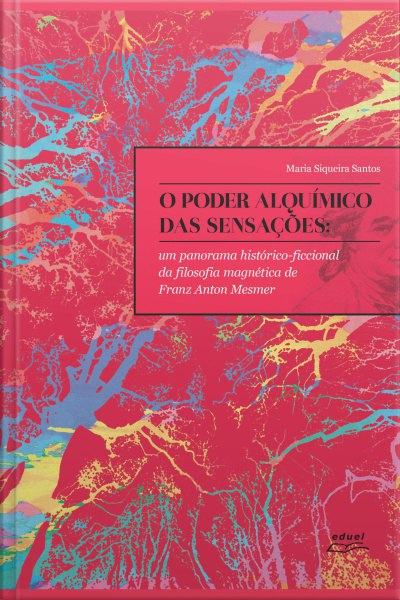 Maria Siqueira Santos
O PODER ALQUÍMICO
DAS SENSAÇÕES:
um panorama histórico-ficcional
da filosofia magnética de
Franz Anton Mesmer
eduel